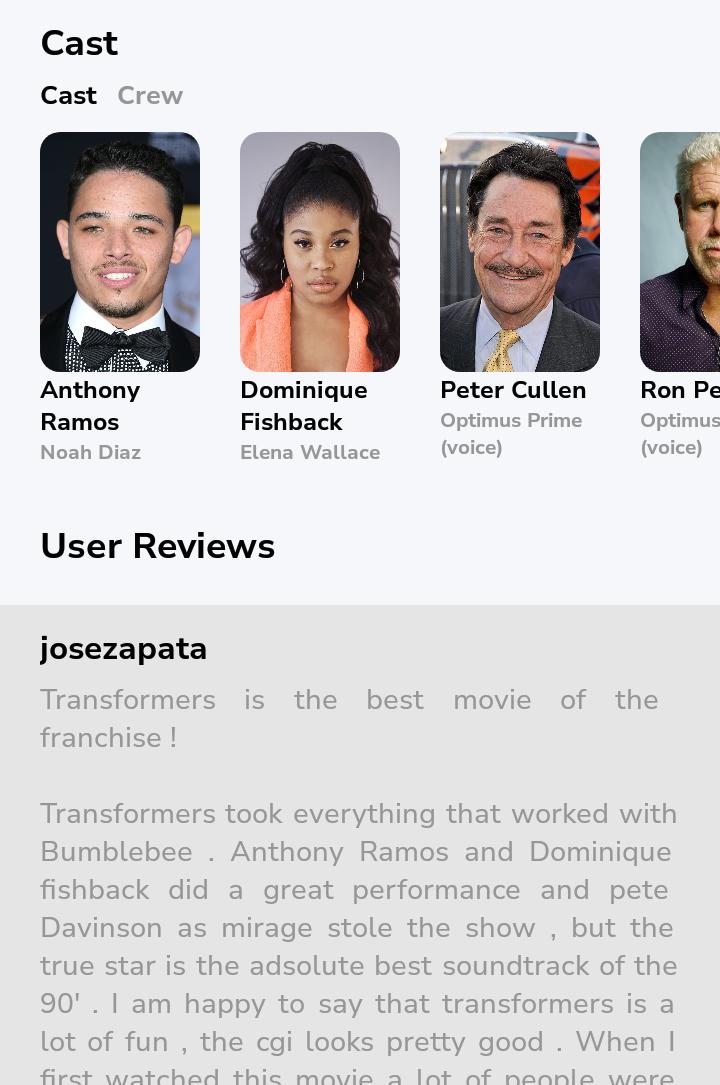 Cast
Cast Crew
Anthony Ramos
Noah Diaz
Dominique Fishback
Elena Wallace
Peter Cullen
Optimus Prime (voice)
Ron
Optimus
(voice)
User Reviews
josezapata
Transformers is the best movie of the
franchise !
Transformers took everything that worked with
Bumblebee . Anthony Ramos and Dominique
fishback did a great performance and pete
Davinson as mirage stole the show , but the
true star is the adsolute best soundtrack of the
90' . I am happy to say that transformers is a
lot of fun , the cgi looks pretty good . When I
first watched this movie a lot of people were